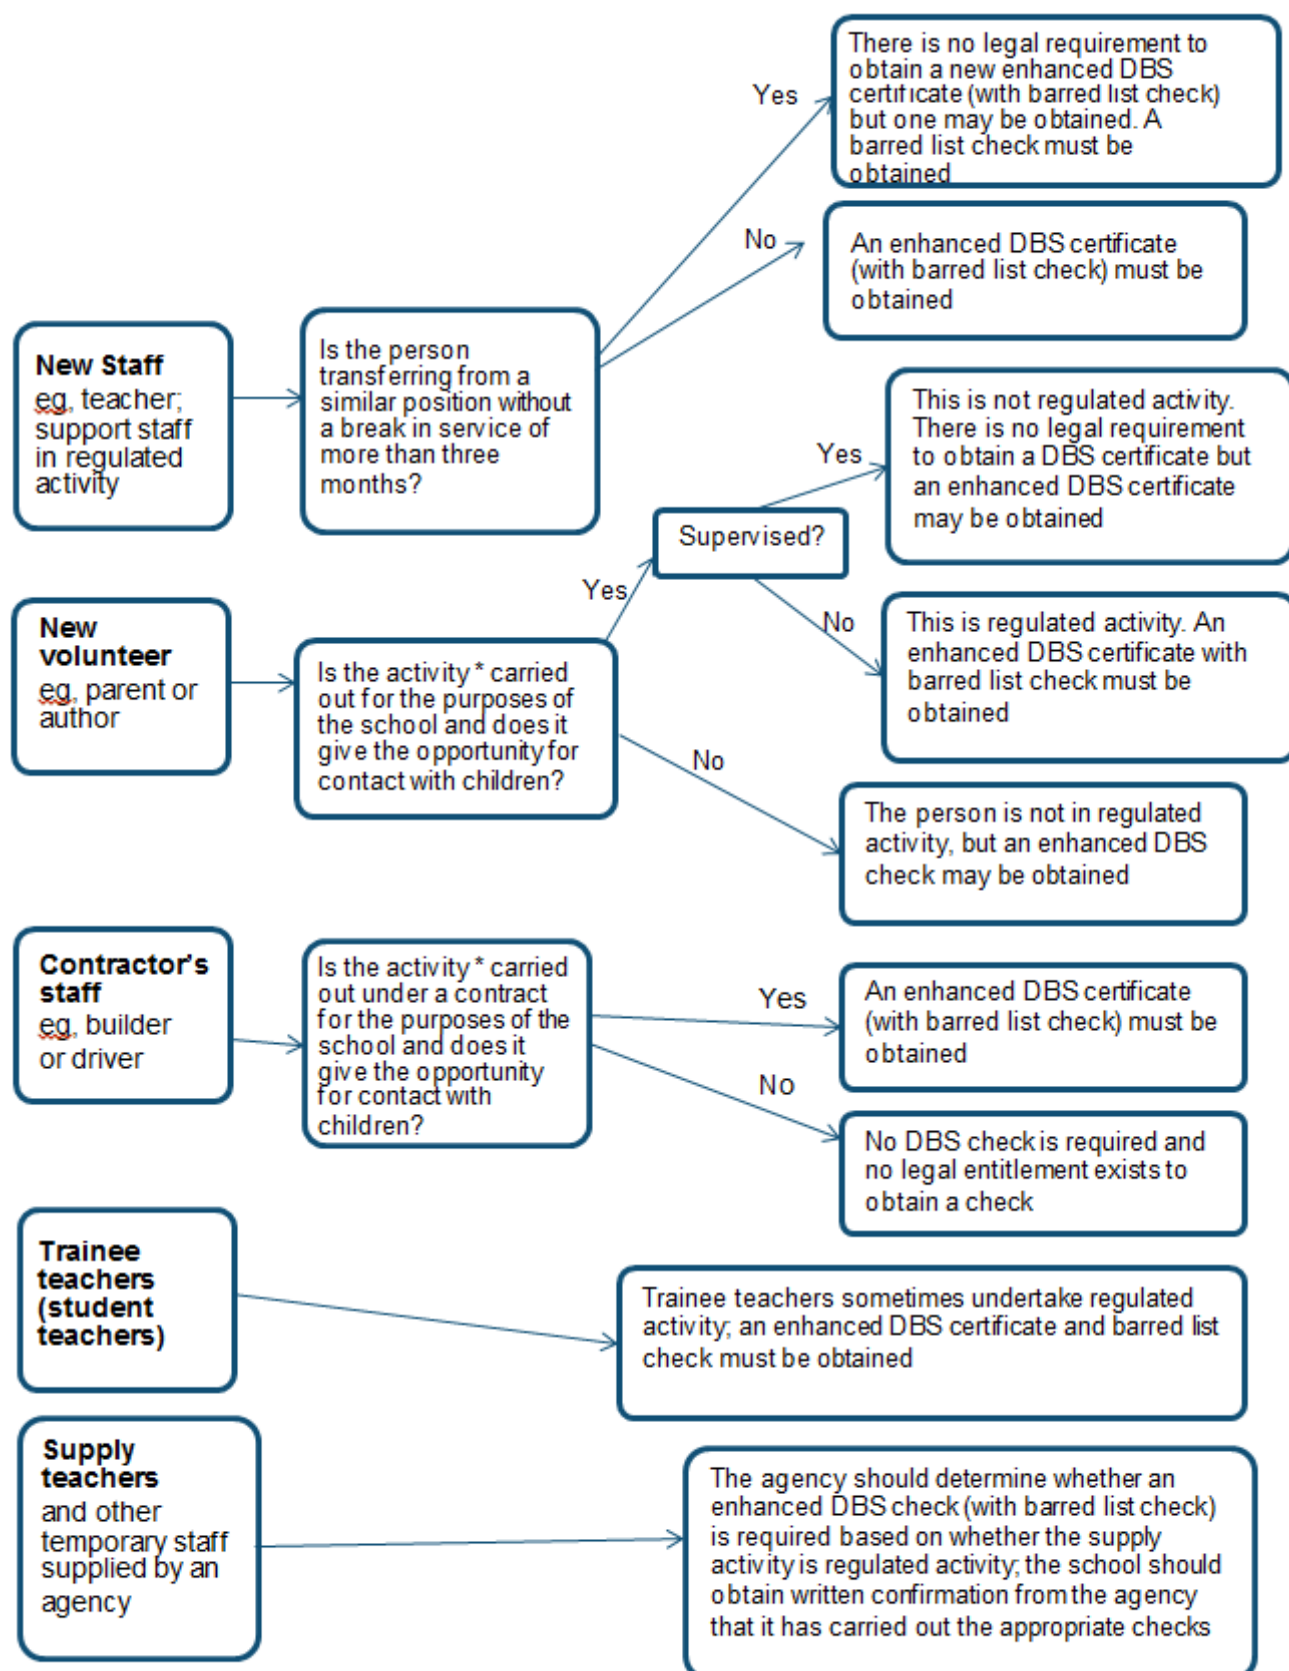 There is no legal requirement to
obtain a new enhanced DBS
certificate (with barred list check)
but one may be obtained. A
barred list check must be
obtained
Yes
No
An enhanced DBS certificate
(with barred list check) must be
obtained
New Staff
eg, teacher;
support staff
in regulated
activity
Is the person
transferring from a
similar position without
a break in service of
more than three
months?
This is not regulated activity.
There is no legal requirement
to obtain a DBS certificate but
an enhanced DBS certificate
may be obtained
Yes
Supervised?
Yes
No
This is regulated activity. An
enhanced DBS certificate with
barred list check must be
obtained
New
volunteer
eg, parent or
author
Is the activity * carried
out for the purposes of
the school and does it
give the opportunity for
contact with children?
No
The person is not in regulated
activity, but an enhanced DBS
check may be obtained
Contractor's
staff
eg, builder
or driver
Is the activity * carried
out under a contract
for the purposes of the
school and does it
give the opportunity
for contact with
children?
Yes
An enhanced DBS certificate
(with barred list check) must be
obtained
No
No DBS check is required and
no legal entitlement exists to
obtain a check
Trainee
teachers
(student
teachers)
Trainee teachers sometimes undertake regulated
activity; an enhanced DBS certificate and barred list
check must be obtained
Supply
teachers
and other
temporary staff
supplied by an
agency
The agency should determine whether an
enhanced DBS check (with barred list check)
is required based on whether the supply
activity is regulated activity; the school should
obtain written confirmation from the agency
that it has carried out the appropriate checks